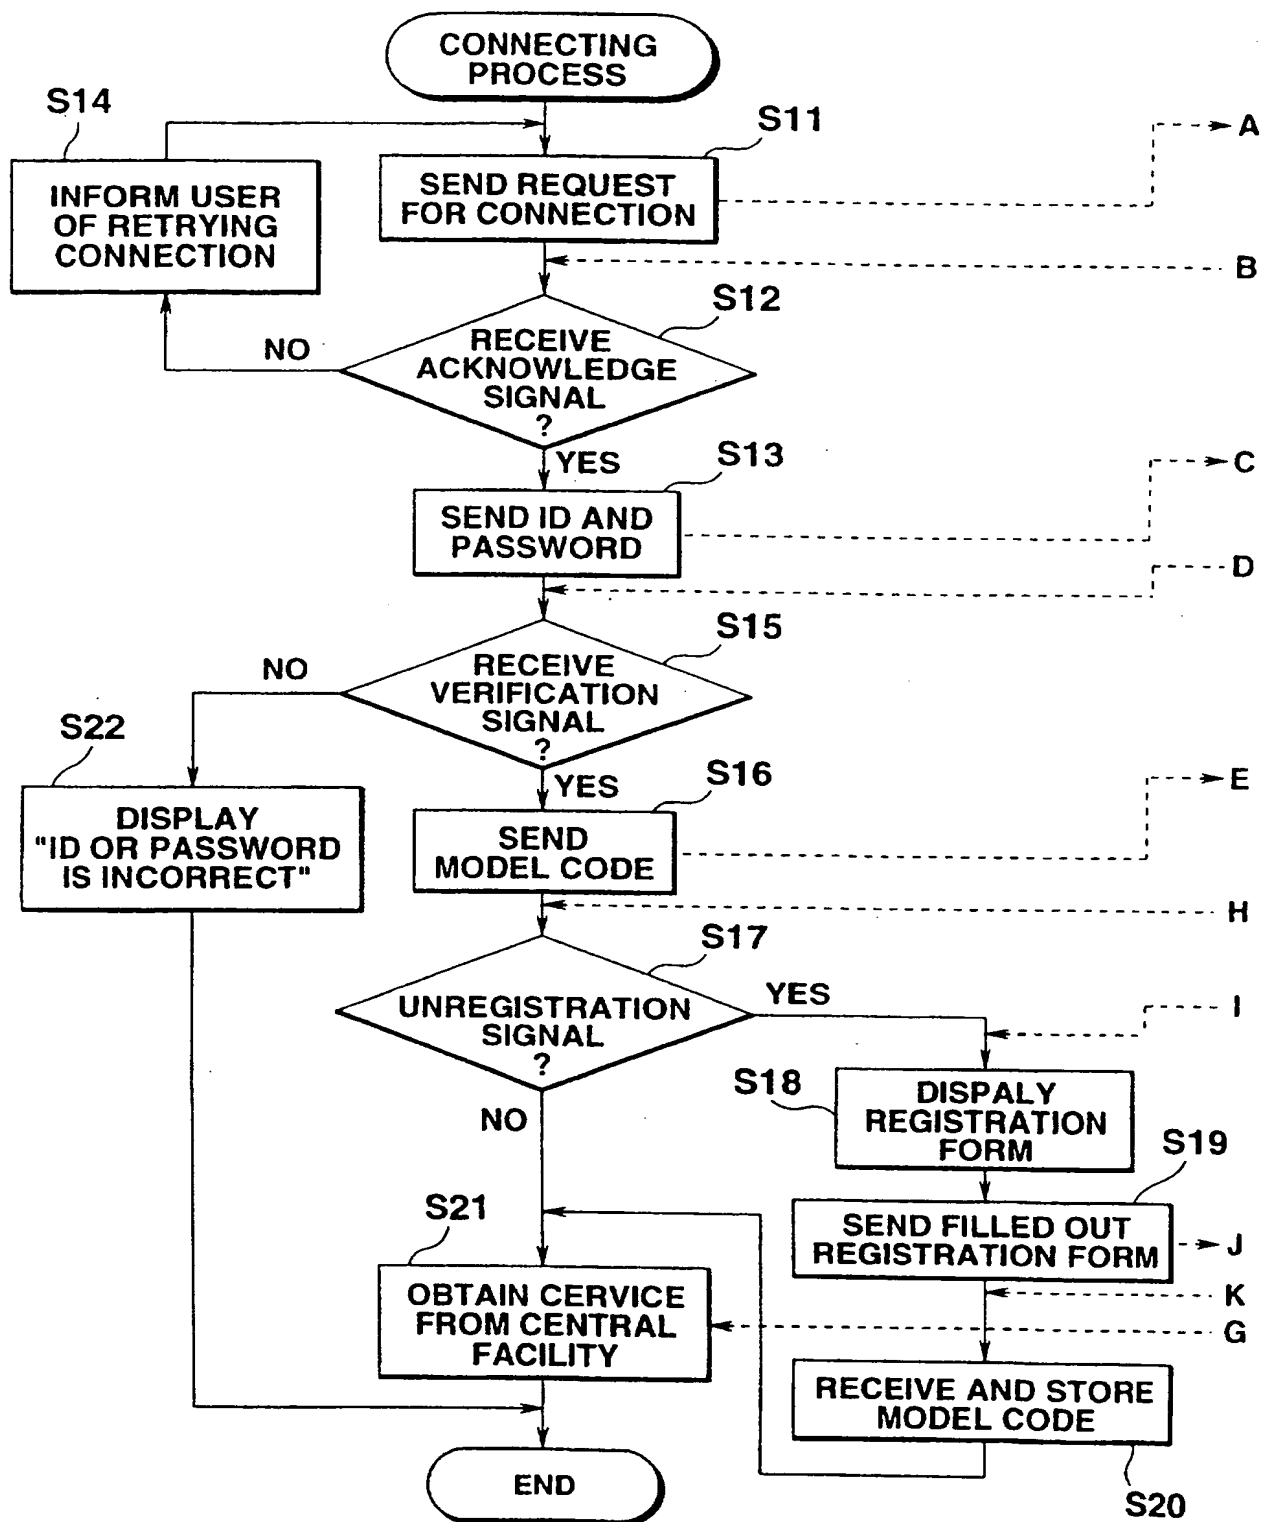 CONNECTING
PROCESS
S14
S11
A
INFORM USER
OF RETRYING
CONNECTION
SEND REQUEST
FOR CONNECTION
B
S12
NO
RECEIVE
ACKNOWLEDGE
SIGNAL
?
YES
S13
C
SEND ID AND
PASSWORD
D
S15
NO
RECEIVE
VERIFICATION
SIGNAL
?
S22
YES
S16
E
DISPLAY
"ID OR PASSWORD
IS INCORRECT"
SEND
MODEL CODE
H
S17
UNREGISTRATION
SIGNAL
?
YES
I
NO
S18
DISPALY
REGISTRATION
FORM
S19
S21
SEND FILLED OUT
REGISTRATION FORM
J
K
OBTAIN CERVICE
FROM CENTRAL
FACILITY
G
RECEIVE AND STORE
MODEL CODE
END
S20